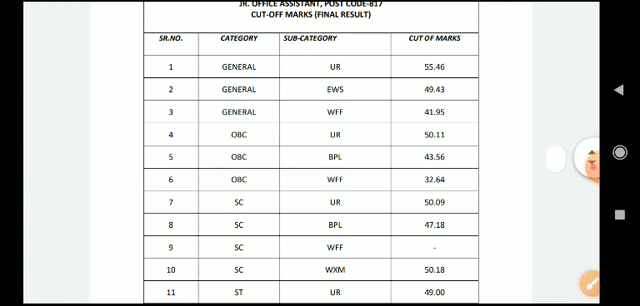 JR. OFFICE ASSISTANT, POST CODE-817
CUT-OFF MARKS (FINAL RESULT)
SR.NO. CATEGORY SUB-CATEGORY CUT OF MARKS
1 GENERAL UR 55.46
2 GENERAL EWS 49.43
3 GENERAL WFF 41.95
4 OBC UR 50.11
5 OBC BPL 43.56
6 OBC WFF 32.64
7 SC UR 50.09
8 SC BPL 47.18
9 SC WFF -
10 SC WXM 50.18
11 ST UR 49.00